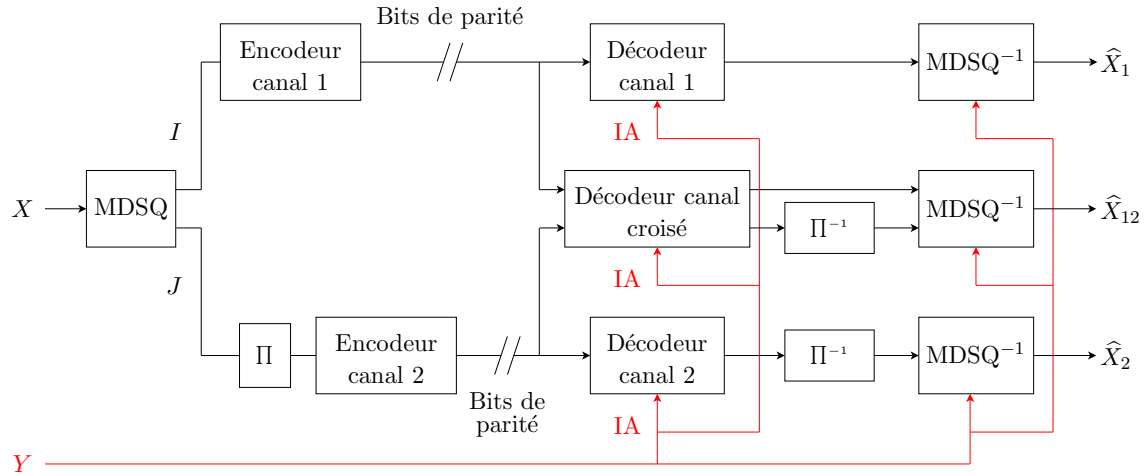 Bits de parité
Encodeur
canal 1
Décodeur
canal 1
MDSQ⁻¹
X̂₁
I
IA
X
MDSQ
Décodeur canal
croisé
Π⁻¹
MDSQ⁻¹
X̂₁₂
J
IA
Π
Encodeur
canal 2
Décodeur
canal 2
Π⁻¹
MDSQ⁻¹
X̂₂
Bits de
parité
IA
Y